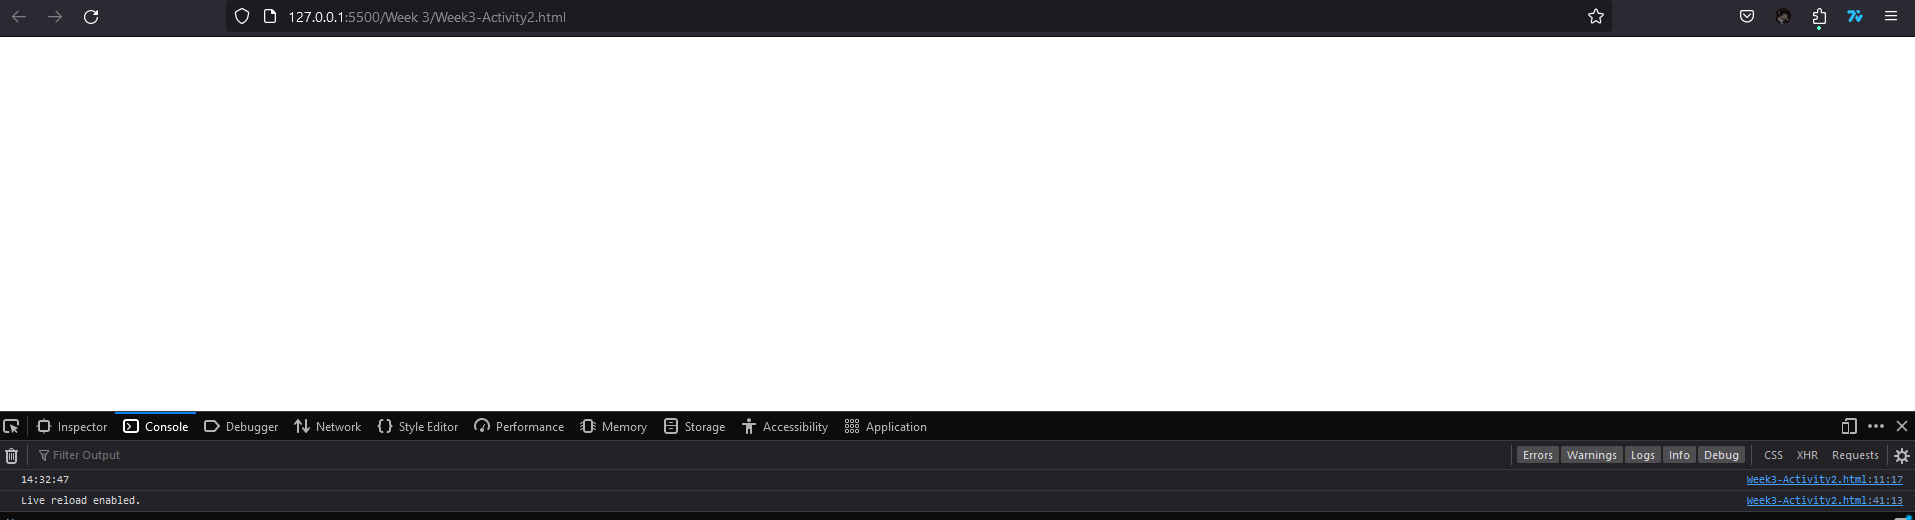 127.0.0.1:5500/Week 3/Week3-Activity2.html
Inspector Console Debugger Network Style Editor Performance Memory Storage Accessibility Application
Filter Output Errors Warnings Logs Info Debug CSS XHR Requests
14:32:47 Week3-Activity2.html:11:17
Live reload enabled. Week3-Activity2.html:41:13